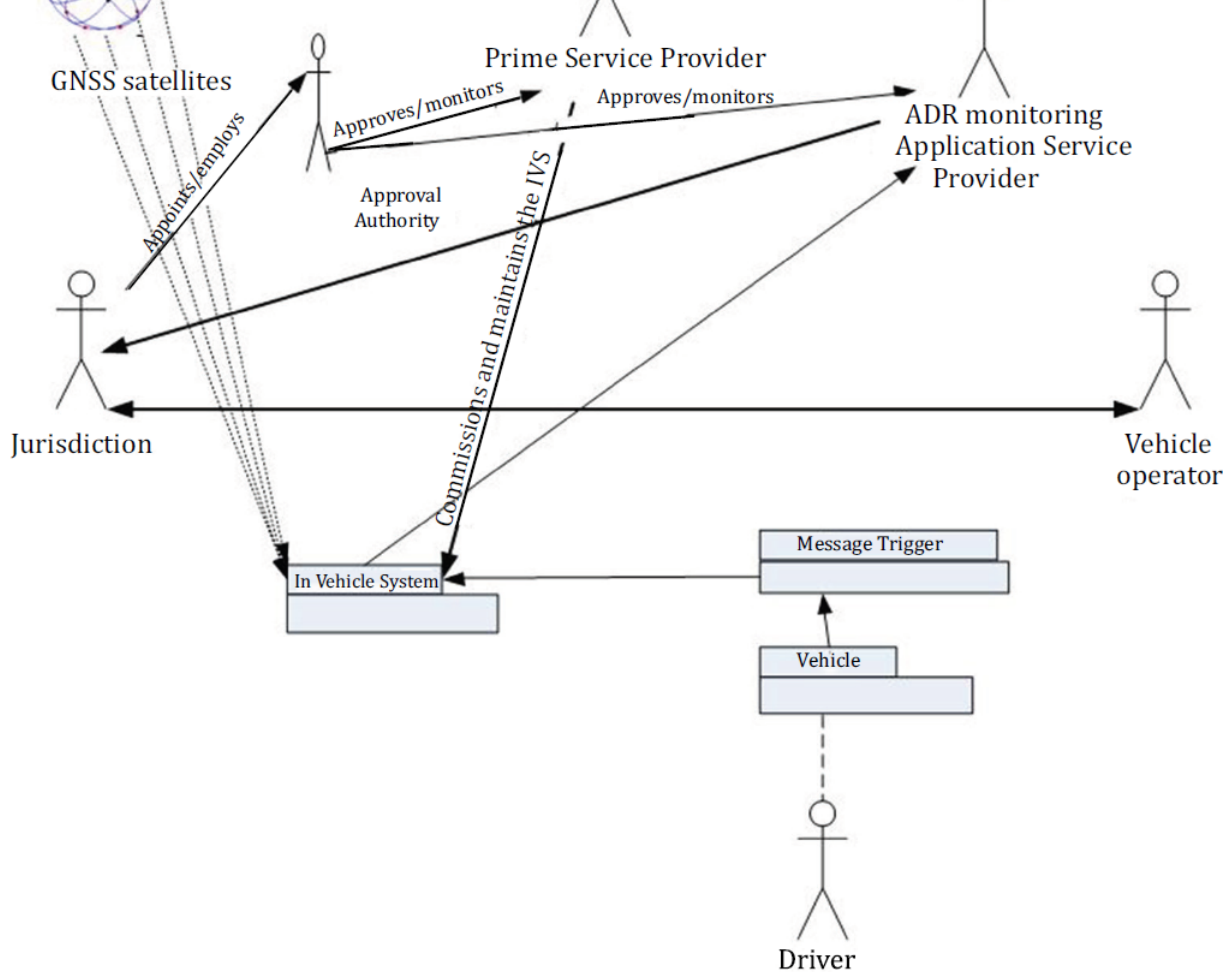 Prime Service Provider
GNSS satellites
Approves/monitors
Approves/monitors
ADR monitoring
Application Service
Provider
Appoints/employs
Approval
Authority
Commissions and maintains the IVS
Jurisdiction
Vehicle
operator
Message Trigger
In Vehicle System
Vehicle
Driver